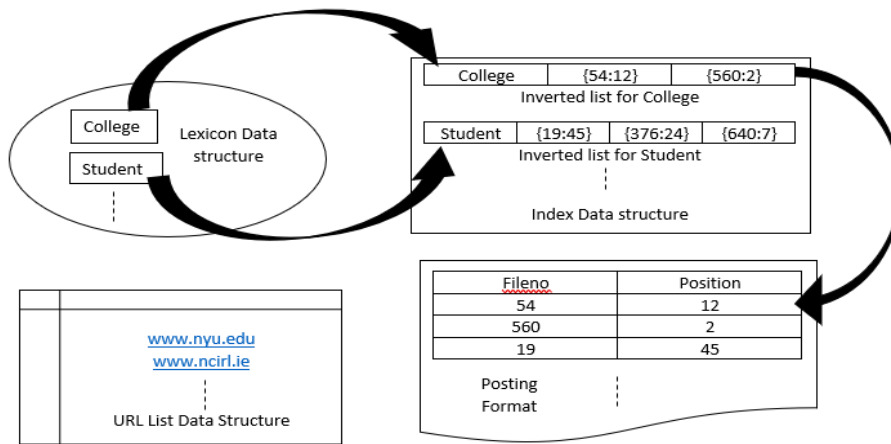 College
Student
Lexicon Data
structure
College {54:12} {560:2}
Inverted list for College
Student {19:45} {376:24} {640:7}
Inverted list for Student
Index Data structure
www.nyu.edu
www.ncirl.ie
URL List Data Structure
Fileno Position
54 12
560 2
19 45
Posting
Format